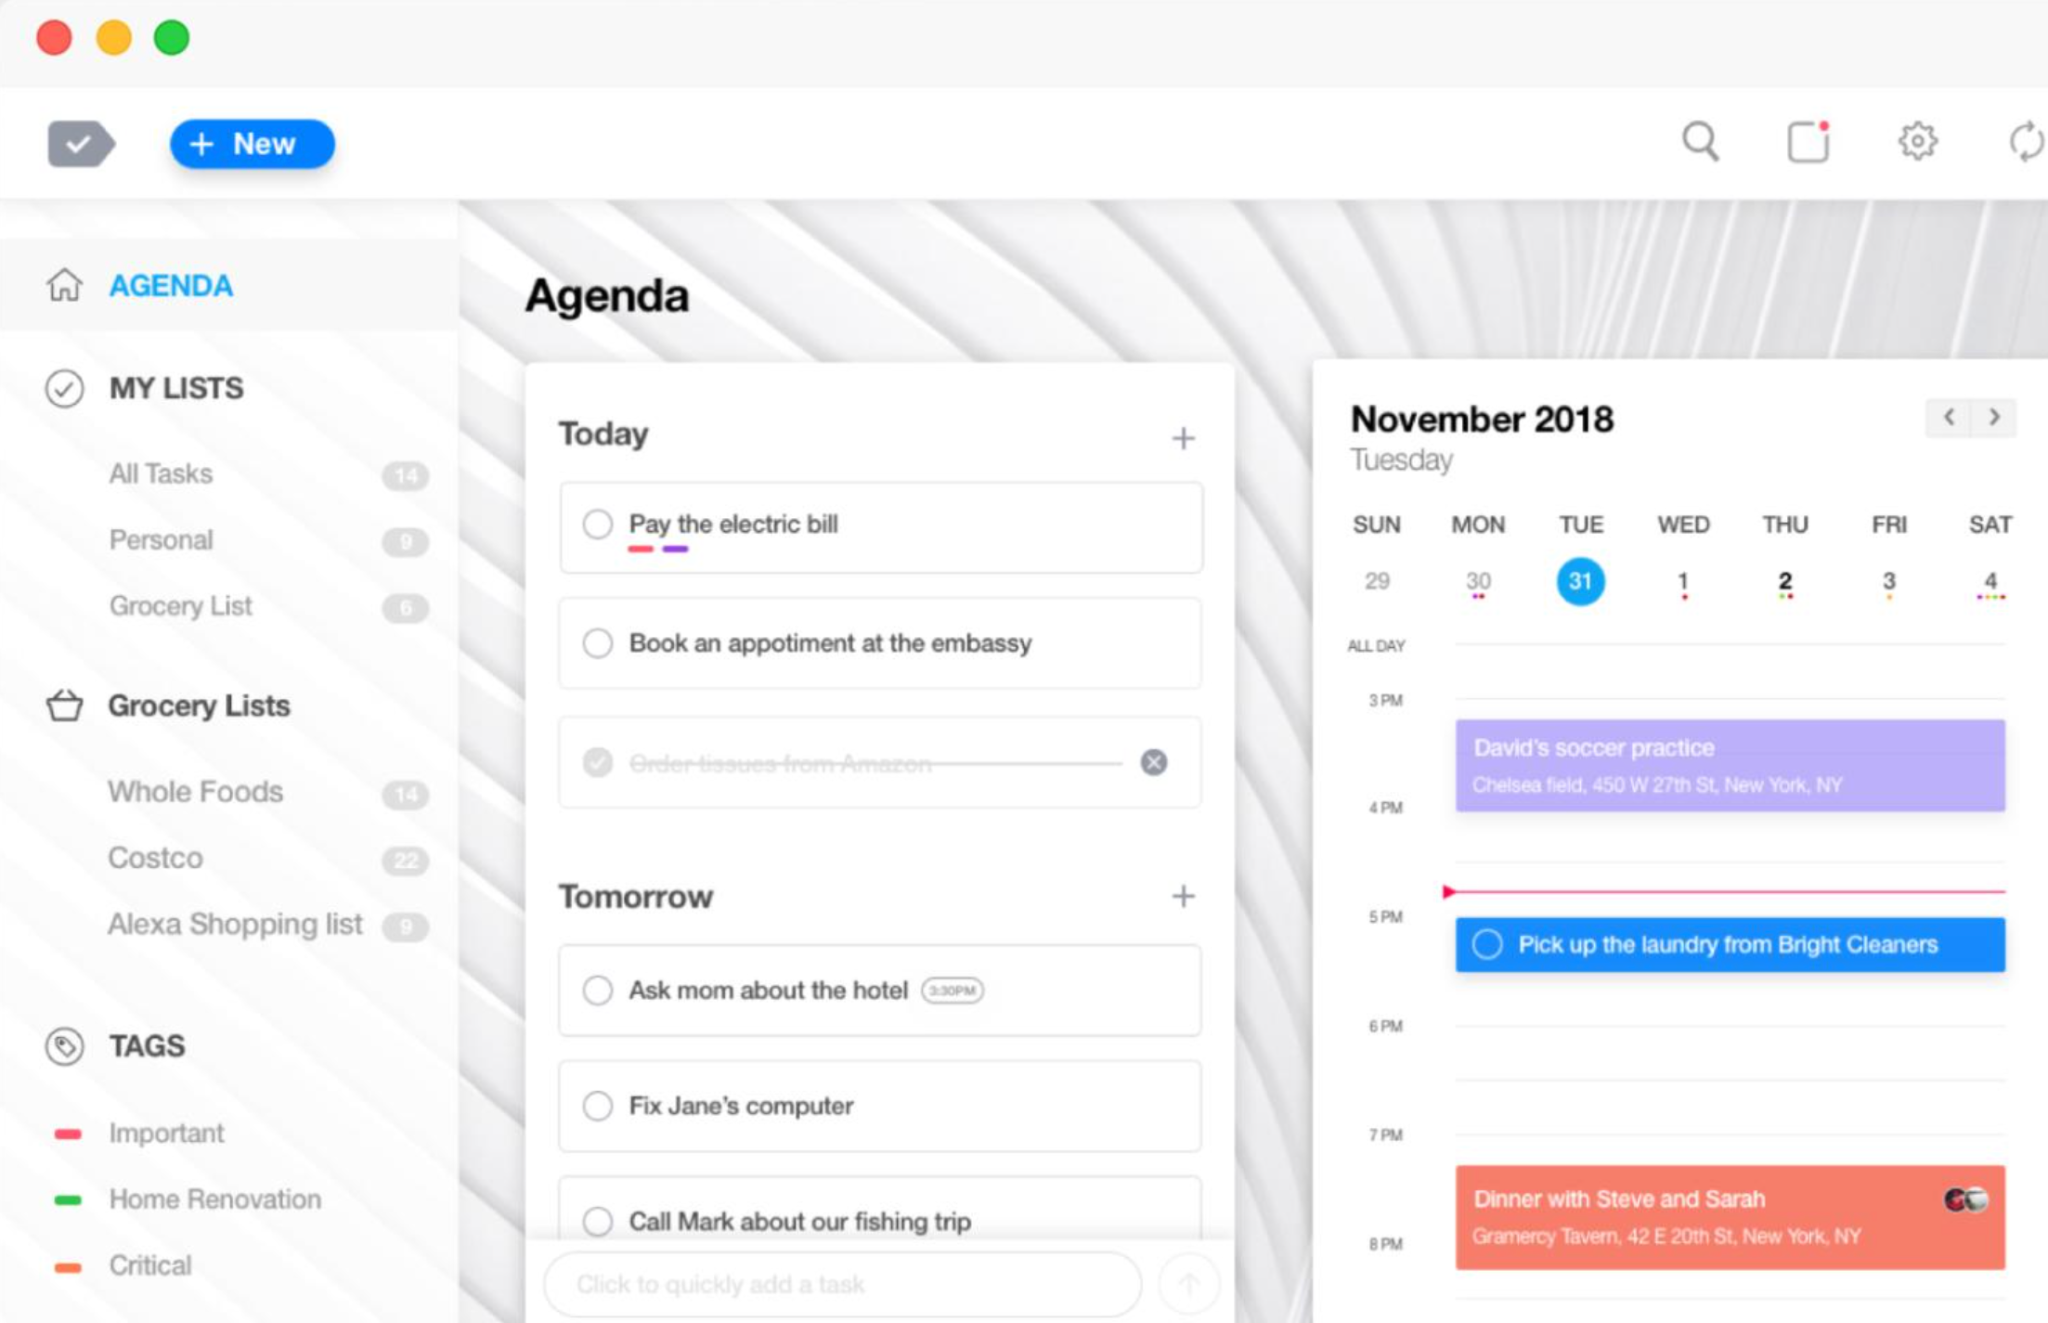 + New
AGENDA
MY LISTS
All Tasks 14
Personal 9
Grocery List 6
Grocery Lists
Whole Foods 14
Costco 22
Alexa Shopping list 9
TAGS
Important
Home Renovation
Critical
Agenda
Today +
Pay the electric bill
Book an appotiment at the embassy
Order tissues from Amazon
Tomorrow +
Ask mom about the hotel 3:30PM
Fix Jane's computer
Call Mark about our fishing trip
Click to quickly add a task
November 2018
Tuesday
SUN MON TUE WED THU FRI SAT
29 30 31 1 2 3 4
ALL DAY
3 PM
David's soccer practice
Chelsea field, 450 W 27th St, New York, NY
4 PM
5 PM
Pick up the laundry from Bright Cleaners
6 PM
7 PM
Dinner with Steve and Sarah
Gramercy Tavern, 42 E 20th St, New York, NY
8 PM